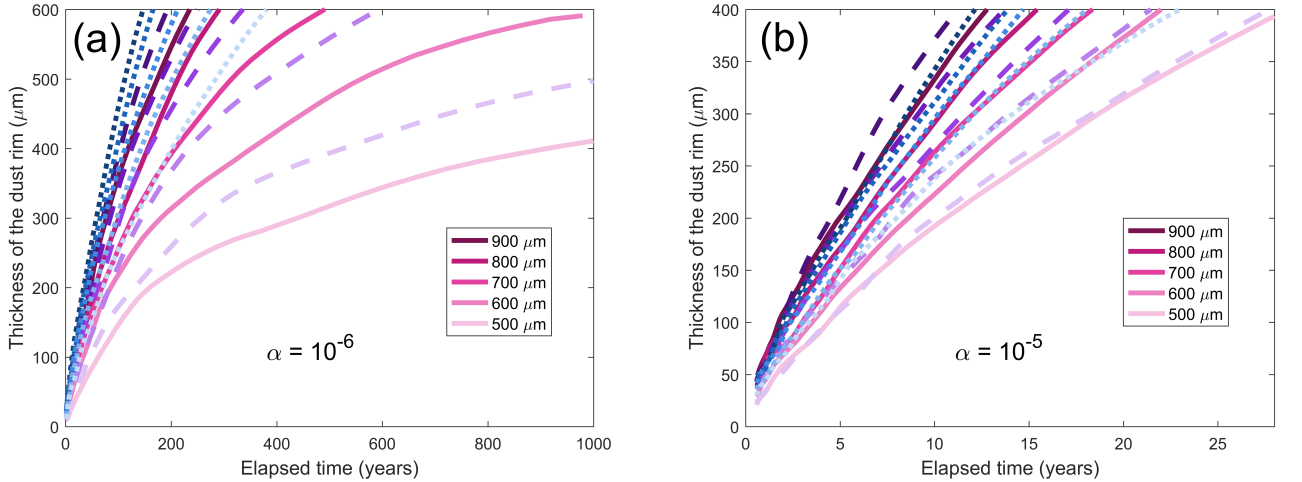 (a)
Thickness of the dust rim (μm)
600
500
400
300
200
100
0
0 200 400 600 800 1000
Elapsed time (years)
900 μm
800 μm
700 μm
600 μm
500 μm
α = 10⁻⁶
(b)
Thickness of the dust rim (μm)
400
350
300
250
200
150
100
50
0
0 5 10 15 20 25
Elapsed time (years)
900 μm
800 μm
700 μm
600 μm
500 μm
α = 10⁻⁵